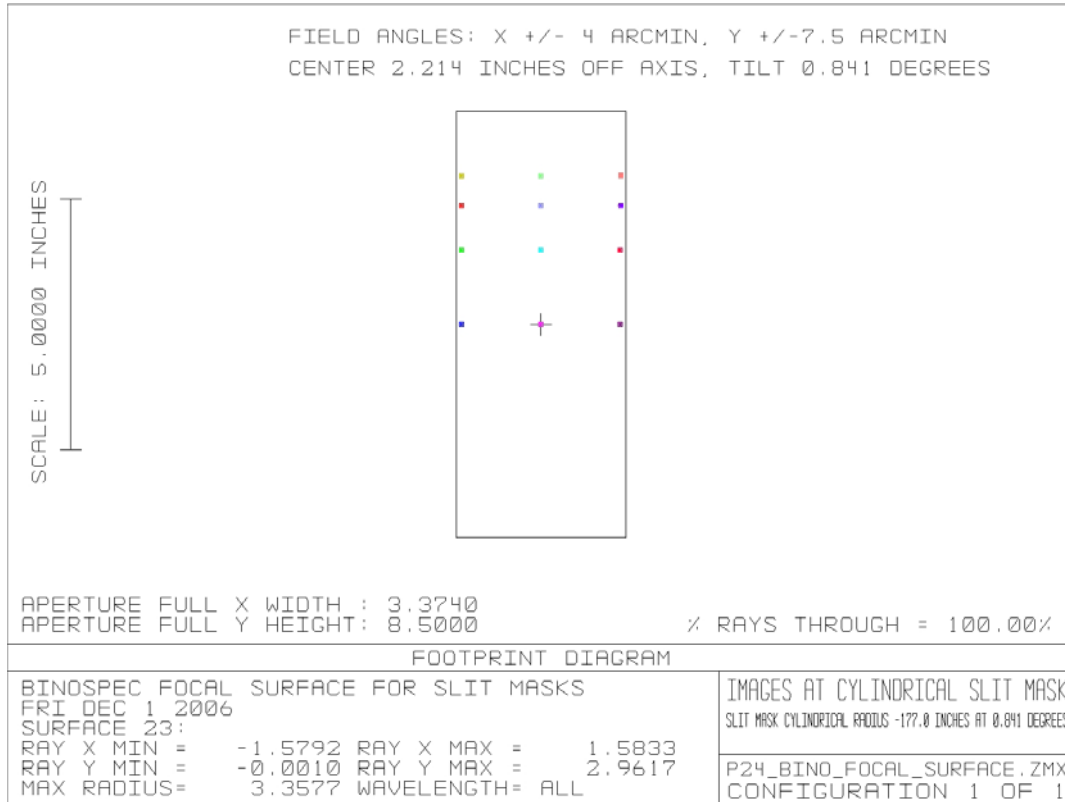 FIELD ANGLES: X +/- 4 ARCMIN, Y +/-7.5 ARCMIN
CENTER 2.214 INCHES OFF AXIS, TILT 0.841 DEGREES
SCALE: 5.0000 INCHES
APERTURE FULL X WIDTH : 3.3740
APERTURE FULL Y HEIGHT: 8.5000
% RAYS THROUGH = 100.00%
FOOTPRINT DIAGRAM
BINOSPEC FOCAL SURFACE FOR SLIT MASKS
FRI DEC 1 2006
SURFACE 23:
RAY X MIN = -1.5792 RAY X MAX = 1.5833
RAY Y MIN = -0.0010 RAY Y MAX = 2.9617
MAX RADIUS= 3.3577 WAVELENGTH= ALL
IMAGES AT CYLINDRICAL SLIT MASK
SLIT MASK CYLINDRICAL RADIUS -177.0 INCHES AT 0.841 DEGREES
P24_BINO_FOCAL_SURFACE.ZMX
CONFIGURATION 1 OF 1